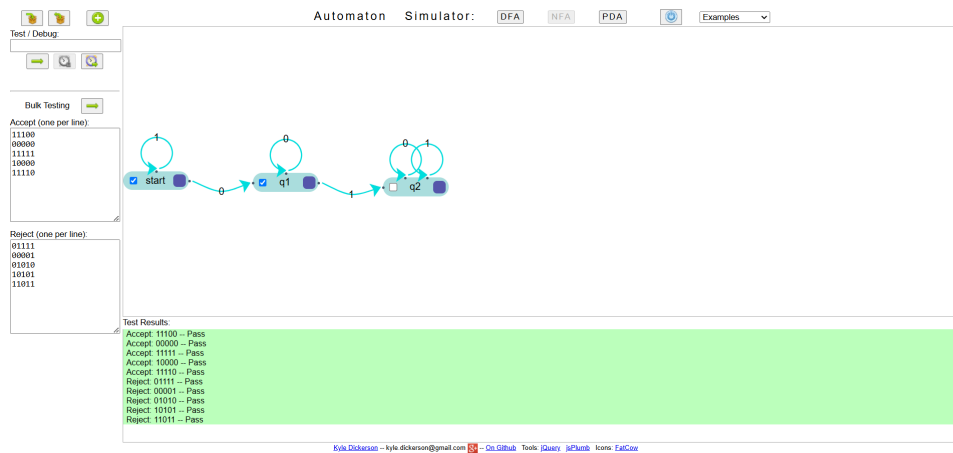 Automaton Simulator: DFA NFA PDA Examples
Test / Debug:
Bulk Testing
Accept (one per line):
11100
00000
11111
10000
11110
Reject (one per line):
01111
00001
01010
10101
11011
1
0
0 1
start
q1
q2
0
1
Test Results:
Accept: 11100 -- Pass
Accept: 00000 -- Pass
Accept: 11111 -- Pass
Accept: 10000 -- Pass
Accept: 11110 -- Pass
Reject: 01111 -- Pass
Reject: 00001 -- Pass
Reject: 01010 -- Pass
Reject: 10101 -- Pass
Reject: 11011 -- Pass
Kyle Dickerson -- kyle.dickerson@gmail.com g+ -- On Github Tools: jQuery jsPlumb Icons: FatCow